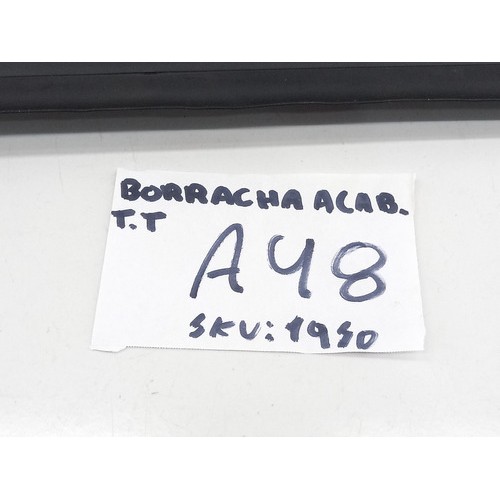 BORRACHA ACAB.
T.T
A48
SKU: 1950